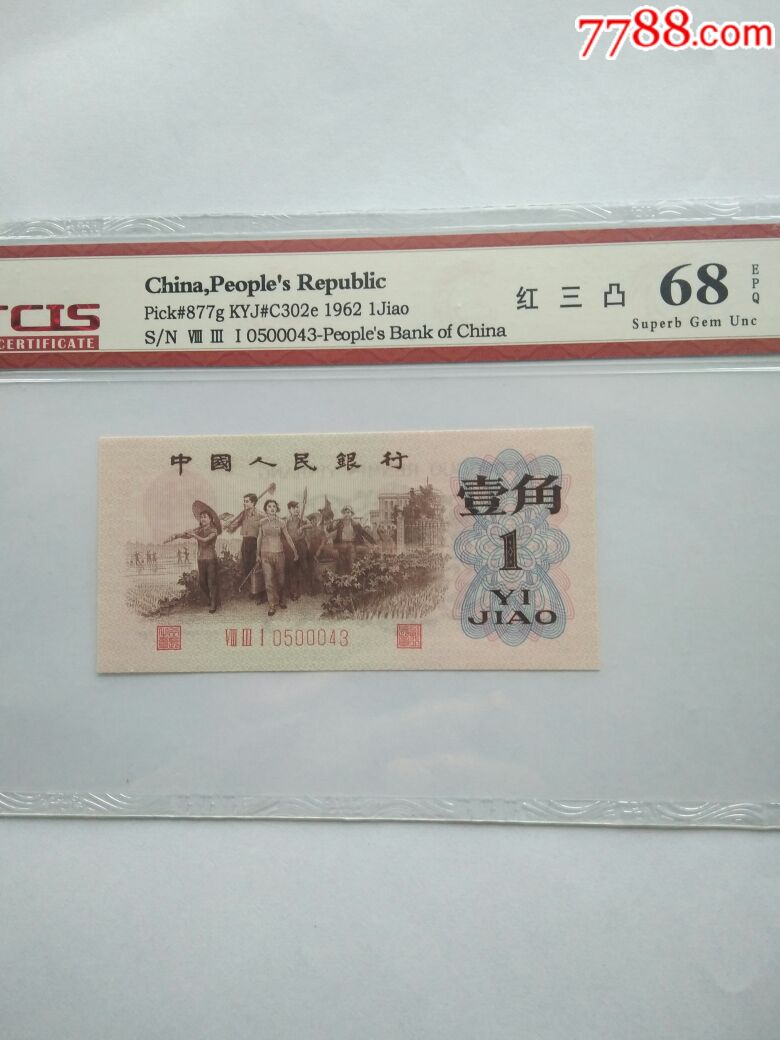 7788.com
China,People's Republic
Pick#877g KYJ#C302e 1962 1Jiao
S/N Ⅷ Ⅲ Ⅰ 0500043-People's Bank of China
TCIS
CERTIFICATE
红三凸
68
EPQ
Superb Gem Unc
中國人民銀行
壹角
1
YI
JIAO
Ⅷ Ⅲ Ⅰ 0500043